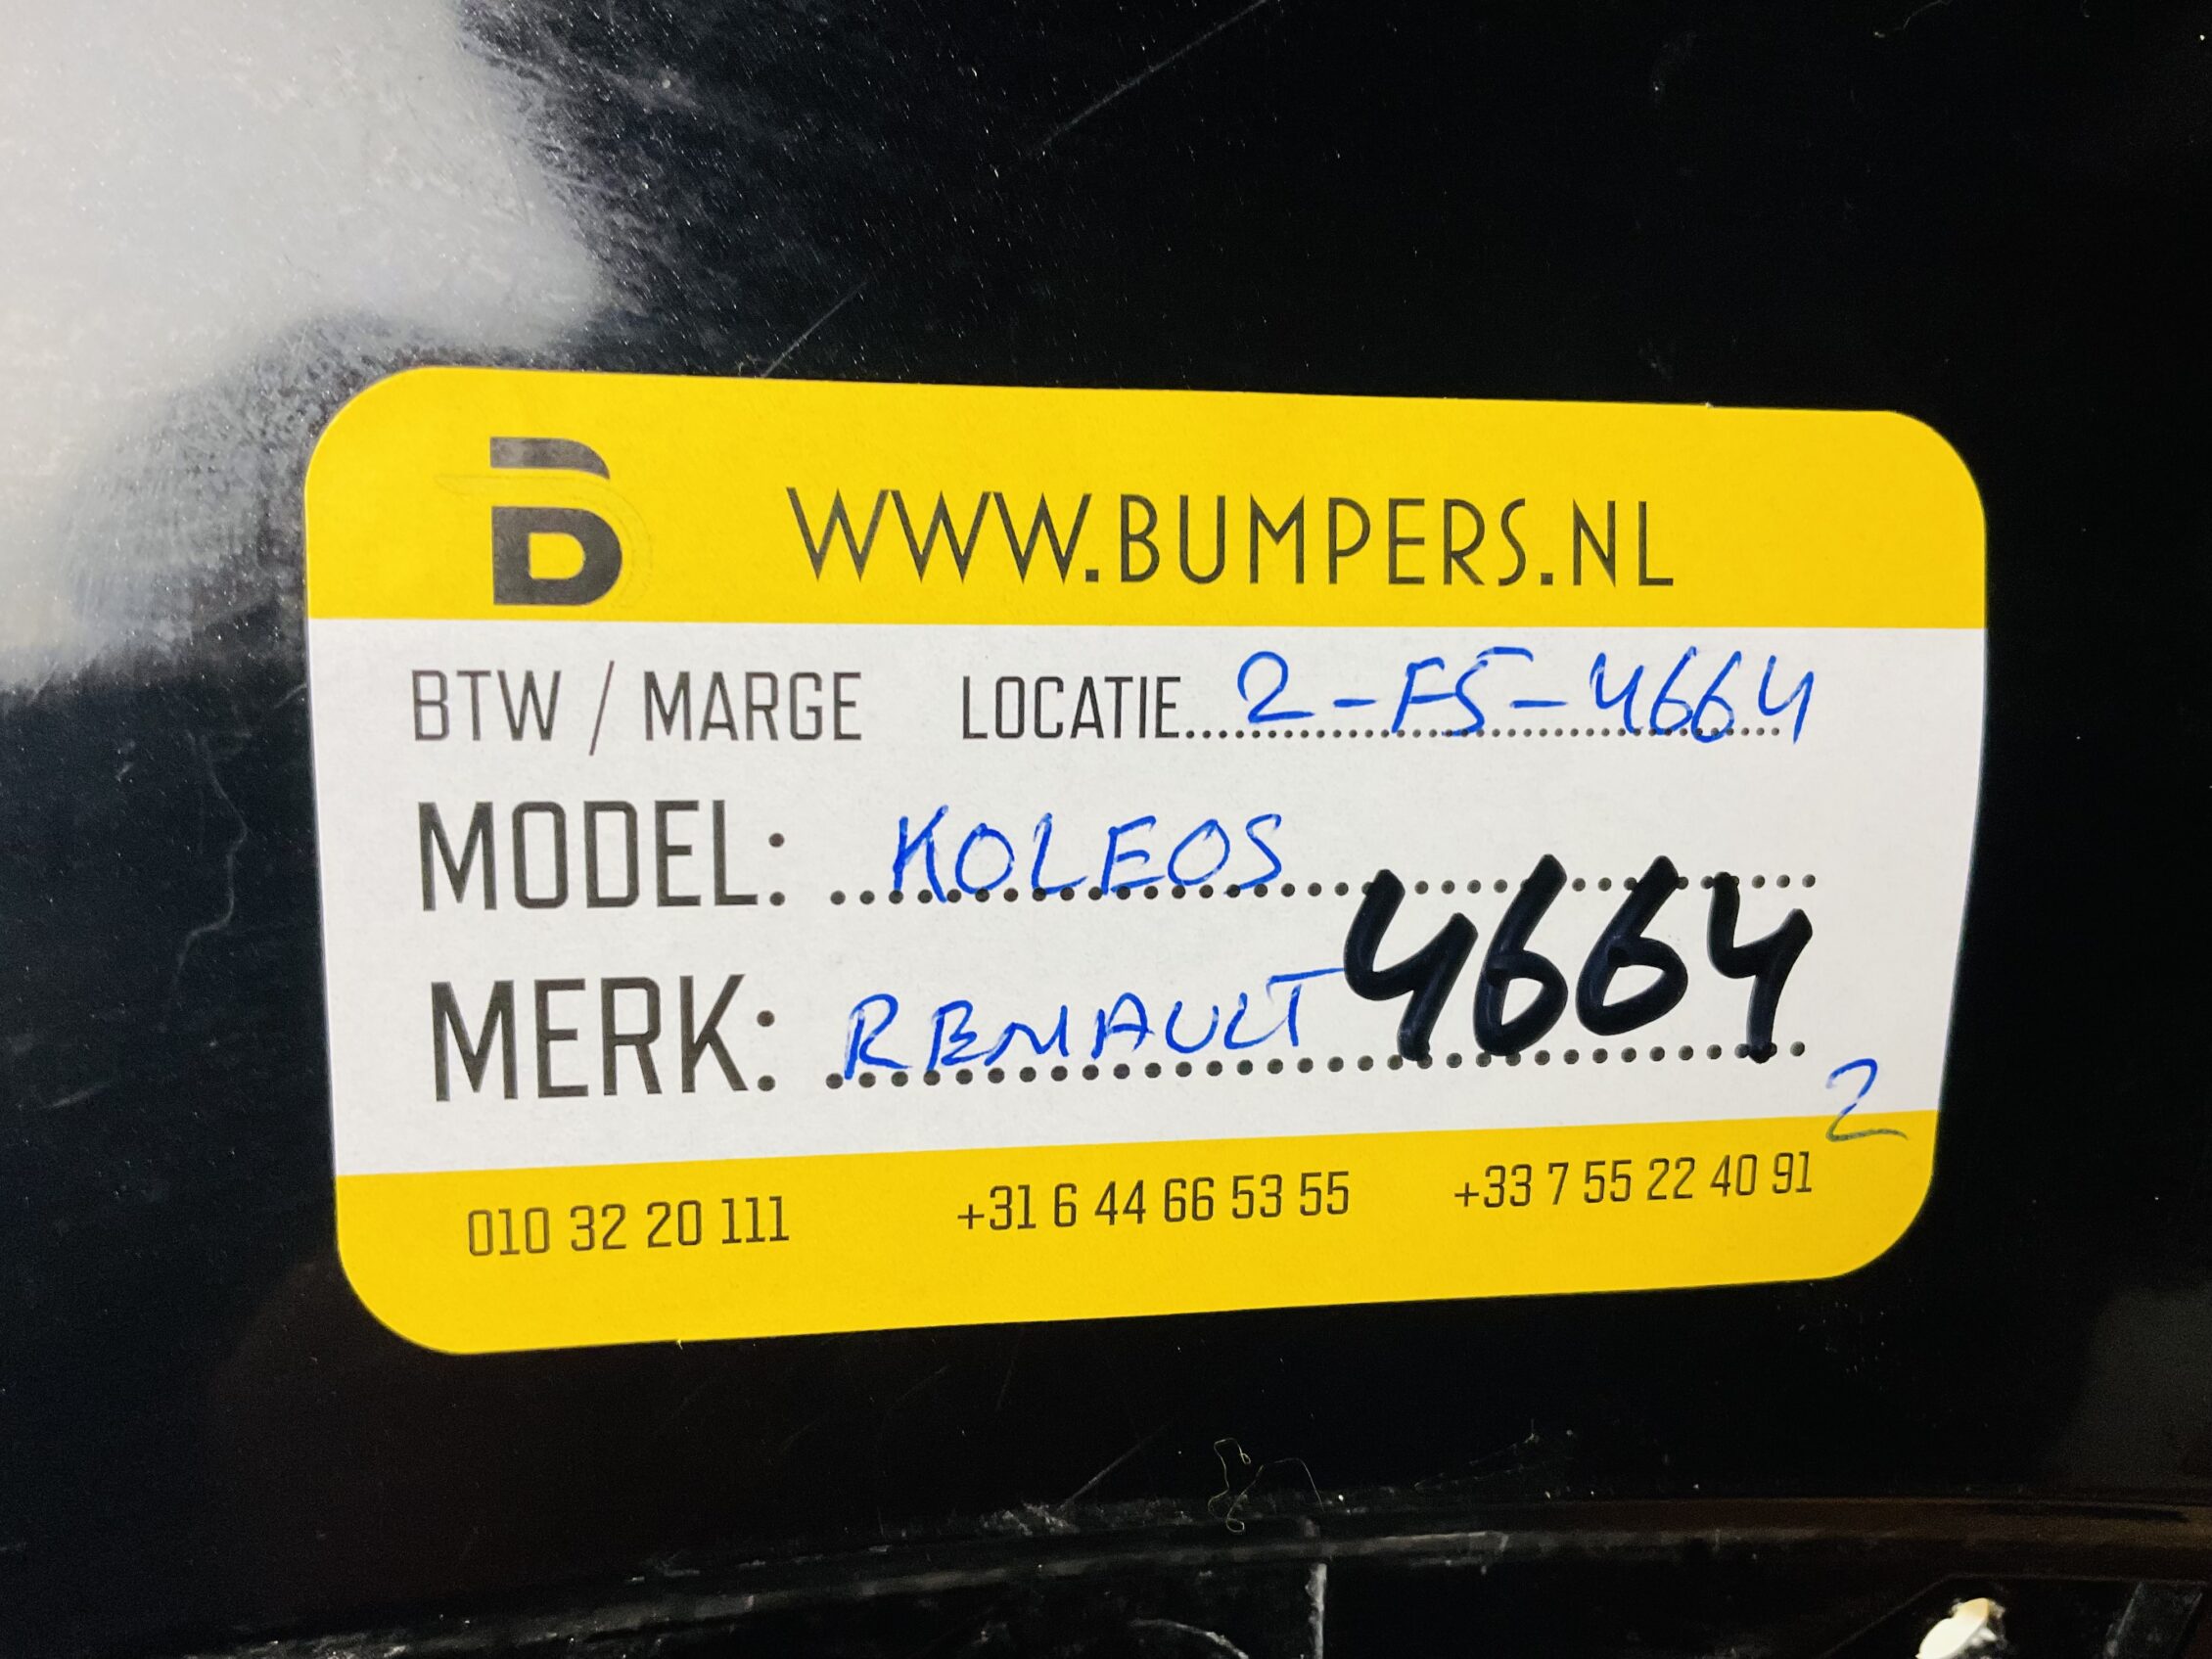 WWW.BUMPERS.NL
BTW / MARGE LOCATIE 2-F5-4664
MODEL: KOLEOS
4664
MERK: RENAULT
2
010 32 20 111 +31 6 44 66 53 55 +33 7 55 22 40 91